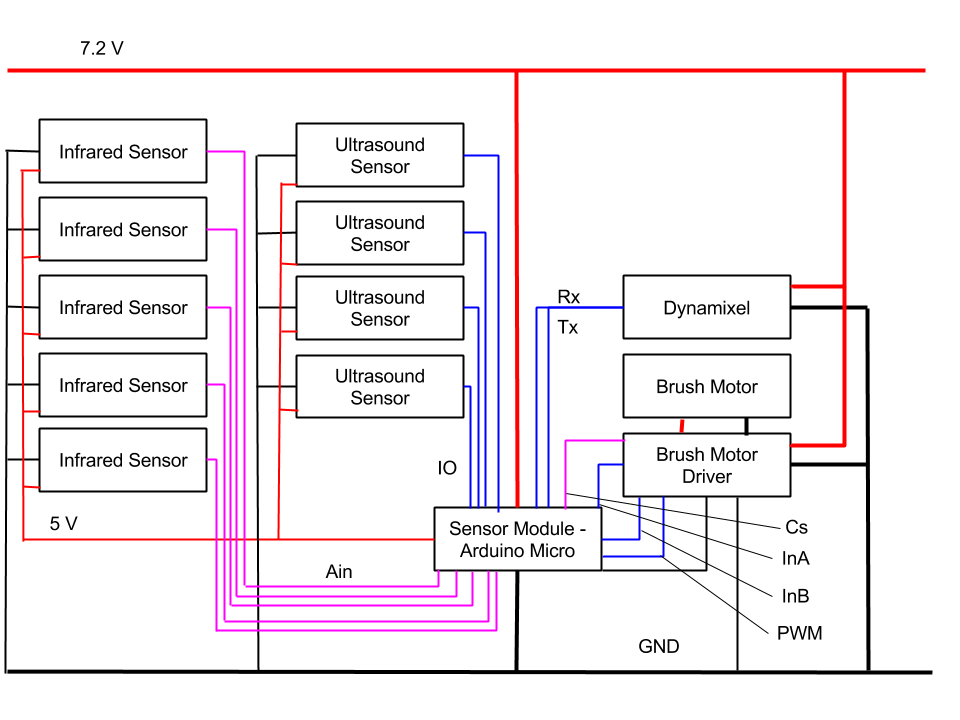 7.2 V
Infrared Sensor
Infrared Sensor
Infrared Sensor
Infrared Sensor
Infrared Sensor
Ultrasound
Sensor
Ultrasound
Sensor
Ultrasound
Sensor
Ultrasound
Sensor
Rx
Tx
Dynamixel
Brush Motor
Brush Motor
Driver
IO
5 V
Sensor Module -
Arduino Micro
Ain
Cs
InA
InB
PWM
GND